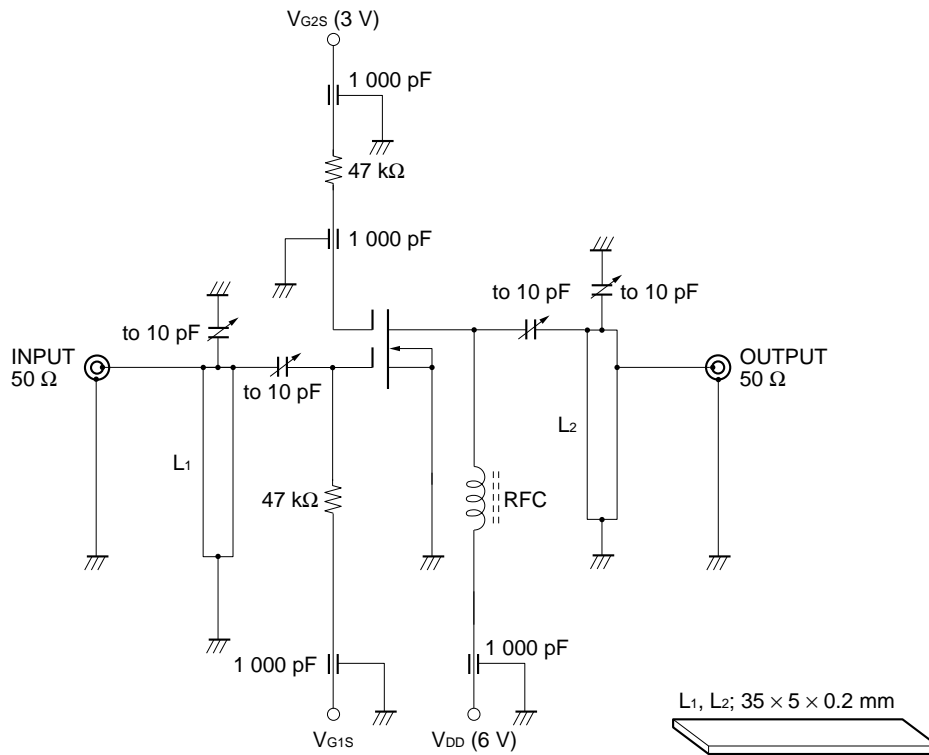 VG2S (3 V)
1 000 pF
47 kΩ
1 000 pF
to 10 pF
to 10 pF
to 10 pF
INPUT
50 Ω
to 10 pF
OUTPUT
50 Ω
L1
L2
47 kΩ
RFC
1 000 pF
1 000 pF
VG1S
VDD (6 V)
L1, L2; 35 × 5 × 0.2 mm